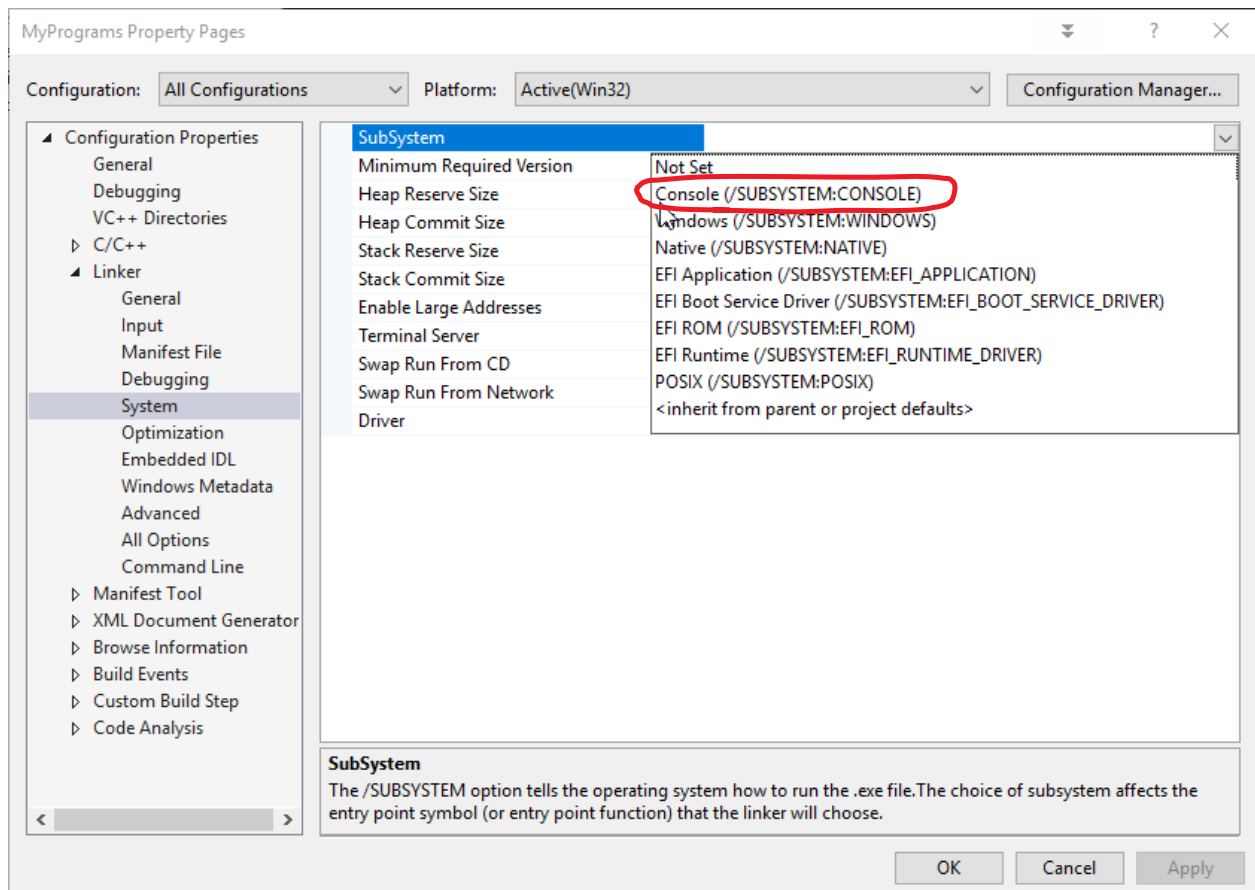 MyPrograms Property Pages
?
Configuration: All Configurations Platform: Active(Win32) Configuration Manager...
Configuration Properties
General
Debugging
VC++ Directories
C/C++
Linker
General
Input
Manifest File
Debugging
System
Optimization
Embedded IDL
Windows Metadata
Advanced
All Options
Command Line
Manifest Tool
XML Document Generator
Browse Information
Build Events
Custom Build Step
Code Analysis
SubSystem
Minimum Required Version
Heap Reserve Size
Heap Commit Size
Stack Reserve Size
Stack Commit Size
Enable Large Addresses
Terminal Server
Swap Run From CD
Swap Run From Network
Driver
Not Set
Console (/SUBSYSTEM:CONSOLE)
Windows (/SUBSYSTEM:WINDOWS)
Native (/SUBSYSTEM:NATIVE)
EFI Application (/SUBSYSTEM:EFI_APPLICATION)
EFI Boot Service Driver (/SUBSYSTEM:EFI_BOOT_SERVICE_DRIVER)
EFI ROM (/SUBSYSTEM:EFI_ROM)
EFI Runtime (/SUBSYSTEM:EFI_RUNTIME_DRIVER)
POSIX (/SUBSYSTEM:POSIX)
<inherit from parent or project defaults>
SubSystem
The /SUBSYSTEM option tells the operating system how to run the .exe file.The choice of subsystem affects the
entry point symbol (or entry point function) that the linker will choose.
OK Cancel Apply